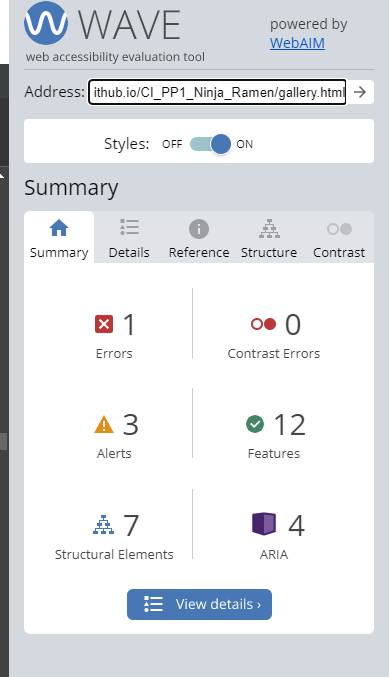 WAVE
powered by
WebAIM
web accessibility evaluation tool
Address: ithub.io/CI_PP1_Ninja_Ramen/gallery.html
Styles: OFF ON
Summary
Summary Details Reference Structure Contrast
1 0
Errors Contrast Errors
3 12
Alerts Features
7 4
Structural Elements ARIA
View details ›